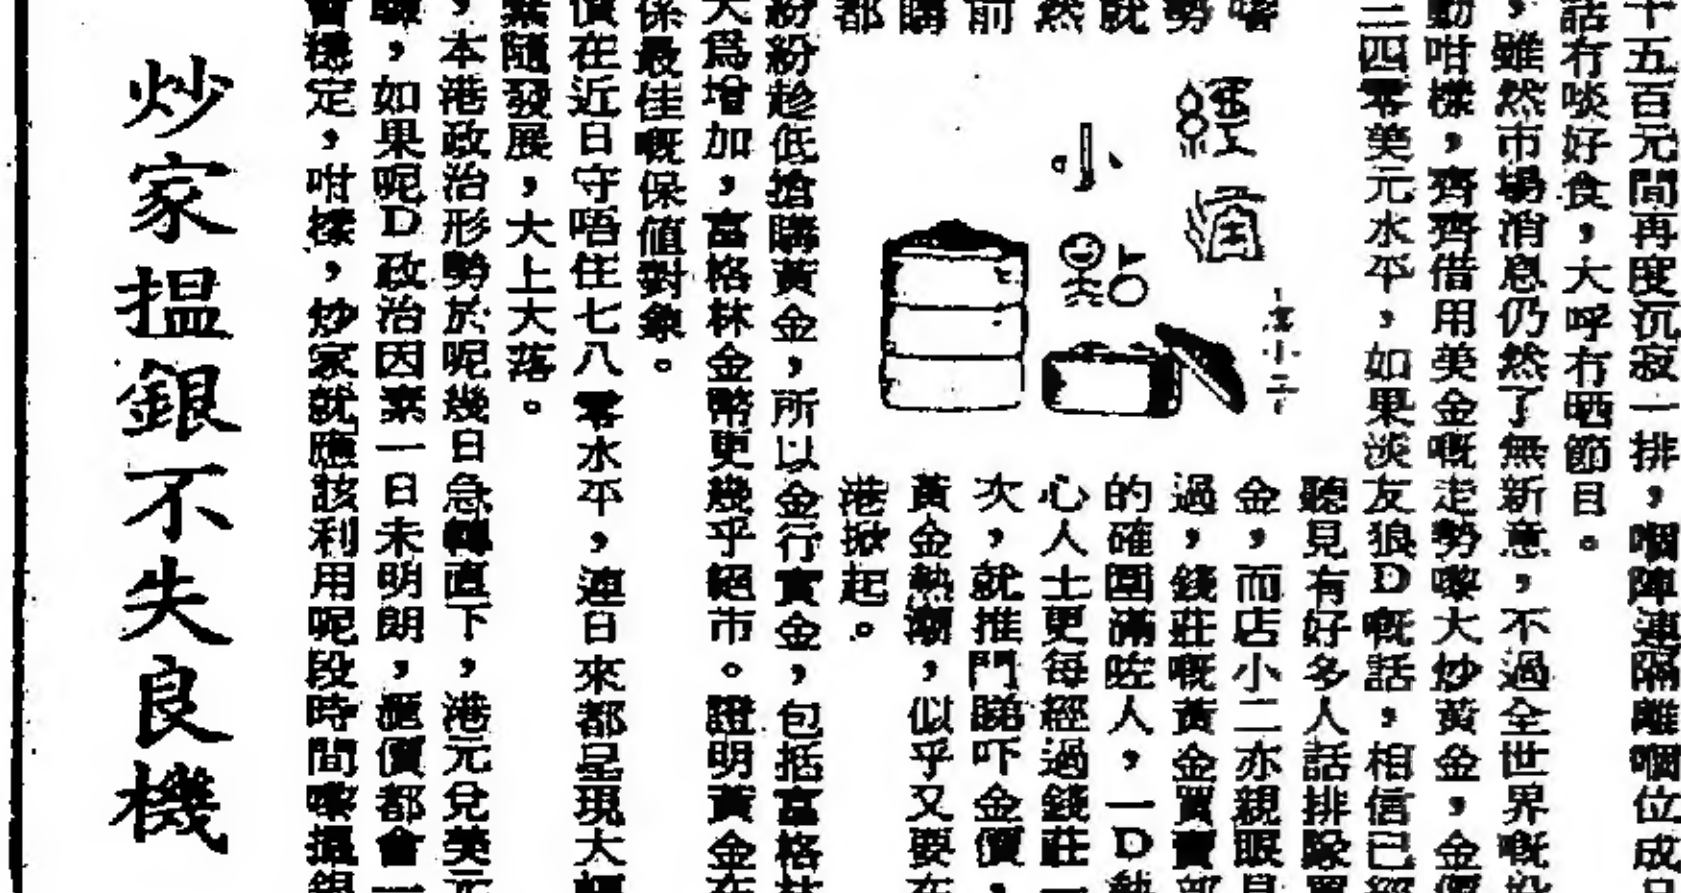 十五百元間再度沉寂一排，嗰陣連隔離嗰位成日
話冇啖好食，大呼冇晒節目。
，雖然市場消息仍然了無新意，不過全世界嘅投
動咁樣，齊齊借用美金嘅走勢嚟大炒黃金，金價
三四零美元水平，如果淡友狼D嘅話，相信已經
聽見有好多人話排隊買
金，而店小二亦親眼見
過，錢莊嘅黃金買賣部
的確圍滿咗人，一D熱
心人士更每經過錢莊一
次，就推門睇吓金價，
黃金熱潮，似乎又要在
港掀起。
經濟
小點
店小二
紛紛趁低搶購黃金，所以金行賣金，包括富格林
大為增加，富格林金幣更幾乎絕市。證明黃金在
係最佳嘅保值對象。
價在近日守唔住七八零水平，連日來都呈現大幅
隨發展，大上大落。
，本港政治形勢於呢幾日急轉直下，港元兌美元
，如果呢D政治因素一日未明朗，滙價都會一
會穩定，咁樣，炒家就應該利用呢段時間嚟搵銀
炒家搵銀不失良機